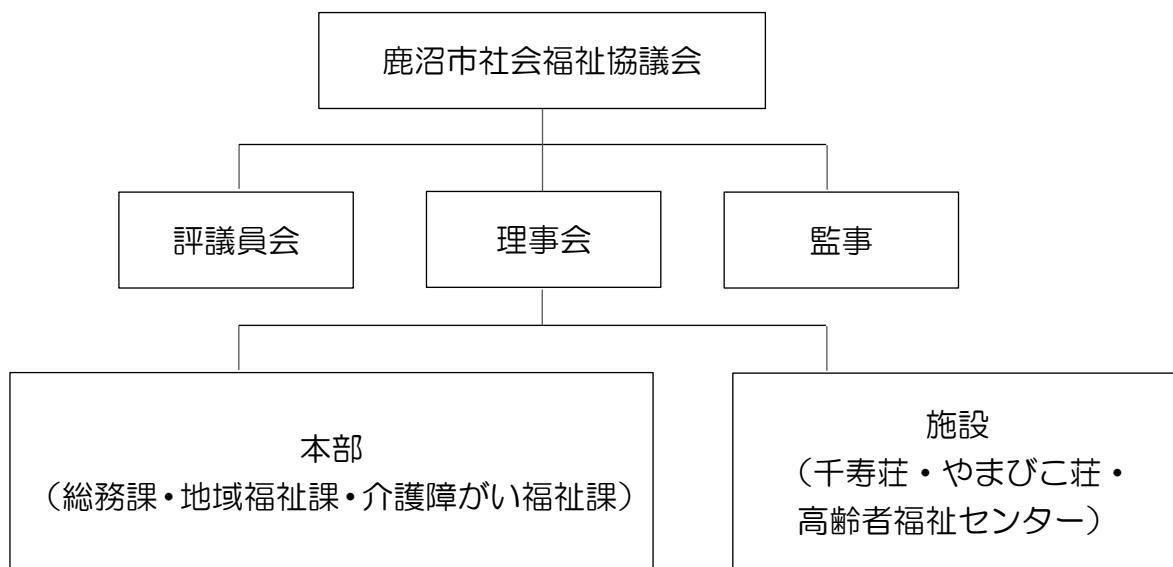 鹿沼市社会福祉協議会
評議員会
理事会
監事
本部
（総務課・地域福祉課・介護障がい福祉課）
施設
（千寿荘・やまびこ荘・
高齢者福祉センター）